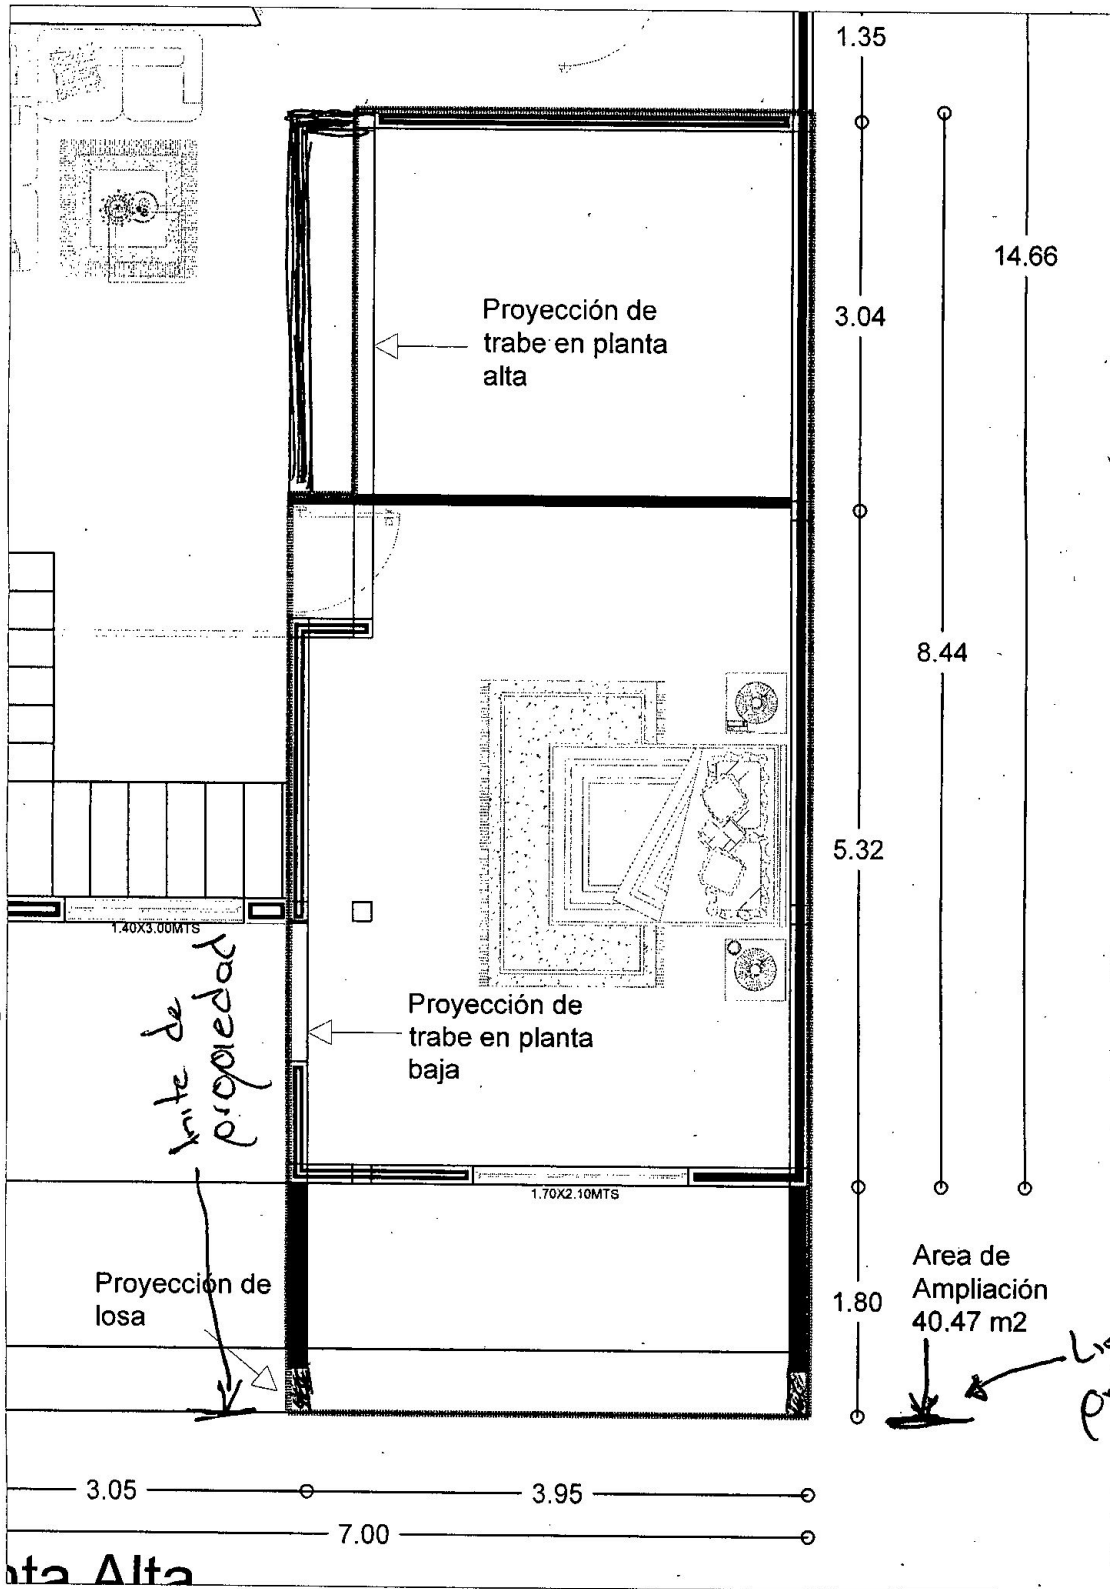 1.35
14.66
3.04
Proyección de
trabe en planta
alta
8.44
5.32
1.40X3.00MTS
propiedad
de
Proyección de
trabe en planta
baja
1.70X2.10MTS
Proyección de
losa
1.80
Area de
Ampliación
40.47 m2
3.05
3.95
7.00
nta Alta